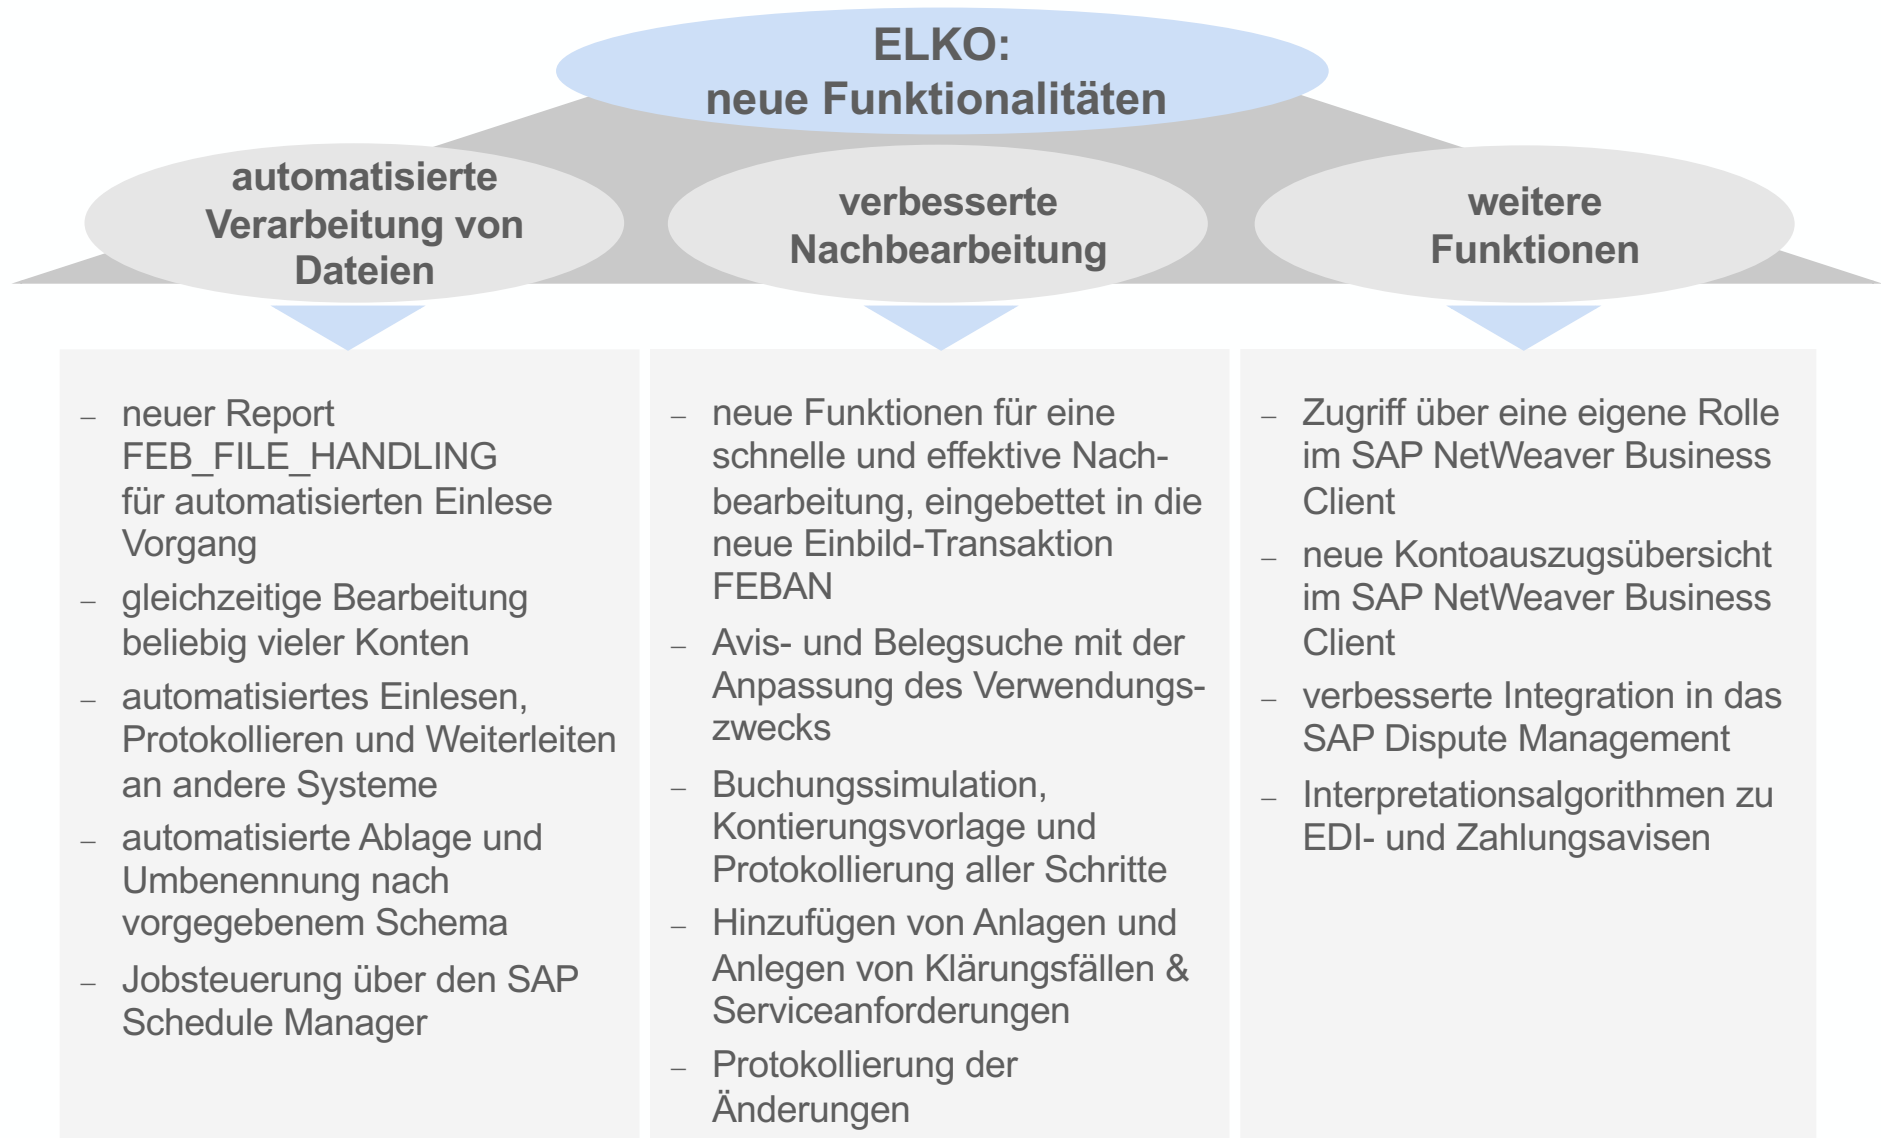 ELKO:
neue Funktionalitäten
automatisierte
Verarbeitung von
Dateien
verbesserte
Nachbearbeitung
weitere
Funktionen
– neuer Report
FEB_FILE_HANDLING
für automatisierten Einlese
Vorgang
– gleichzeitige Bearbeitung
beliebig vieler Konten
– automatisiertes Einlesen,
Protokollieren und Weiterleiten
an andere Systeme
– automatisierte Ablage und
Umbenennung nach
vorgegebenem Schema
– Jobsteuerung über den SAP
Schedule Manager
– neue Funktionen für eine
schnelle und effektive Nach-
bearbeitung, eingebettet in die
neue Einbild-Transaktion
FEBAN
– Avis- und Belegsuche mit der
Anpassung des Verwendungs-
zwecks
– Buchungssimulation,
Kontierungsvorlage und
Protokollierung aller Schritte
– Hinzufügen von Anlagen und
Anlegen von Klärungsfällen &
Serviceanforderungen
– Protokollierung der
Änderungen
– Zugriff über eine eigene Rolle
im SAP NetWeaver Business
Client
– neue Kontoauszugsübersicht
im SAP NetWeaver Business
Client
– verbesserte Integration in das
SAP Dispute Management
– Interpretationsalgorithmen zu
EDI- und Zahlungsavisen